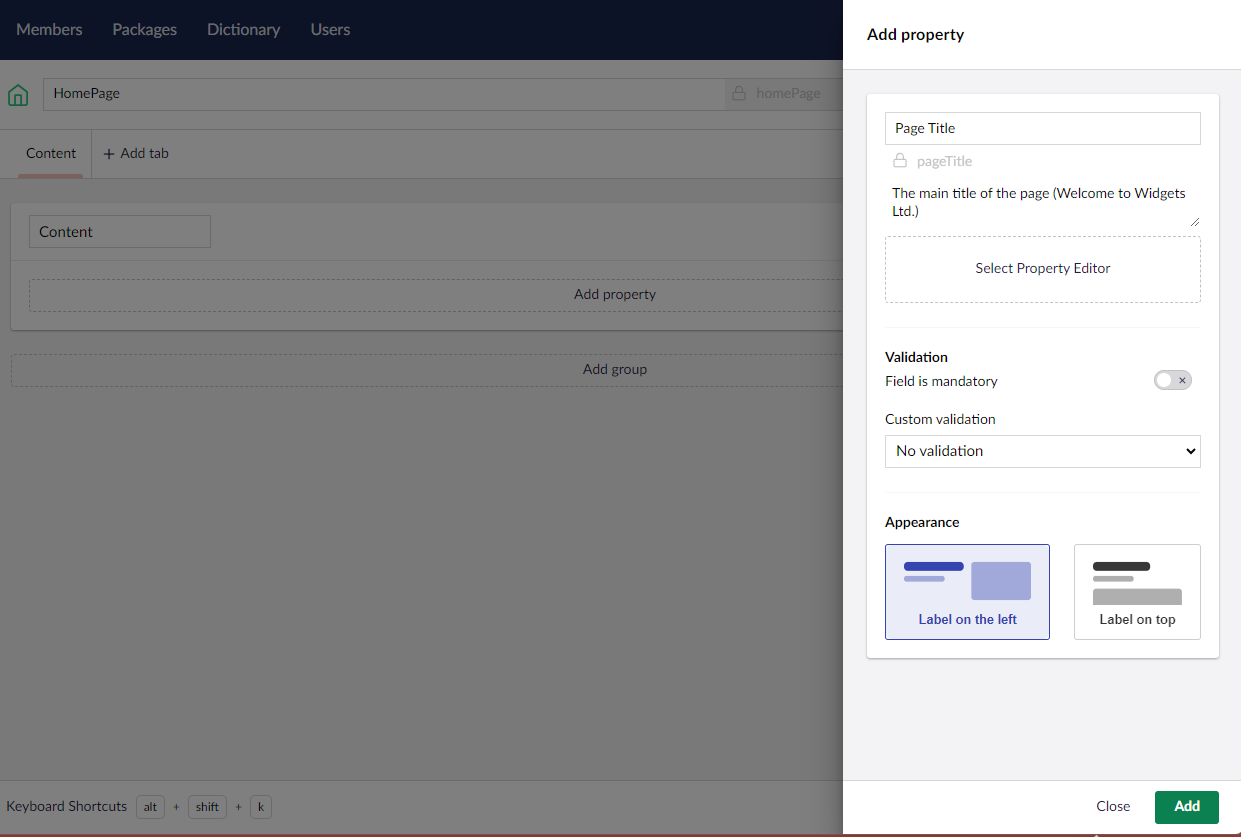 Members Packages Dictionary Users
HomePage
homePage
Content
+ Add tab
Content
Add property
Add group
Keyboard Shortcuts alt + shift + k
Add property
Page Title
pageTitle
The main title of the page (Welcome to Widgets
Ltd.)
Select Property Editor
Validation
Field is mandatory
Custom validation
No validation
Appearance
Label on the left
Label on top
Close
Add